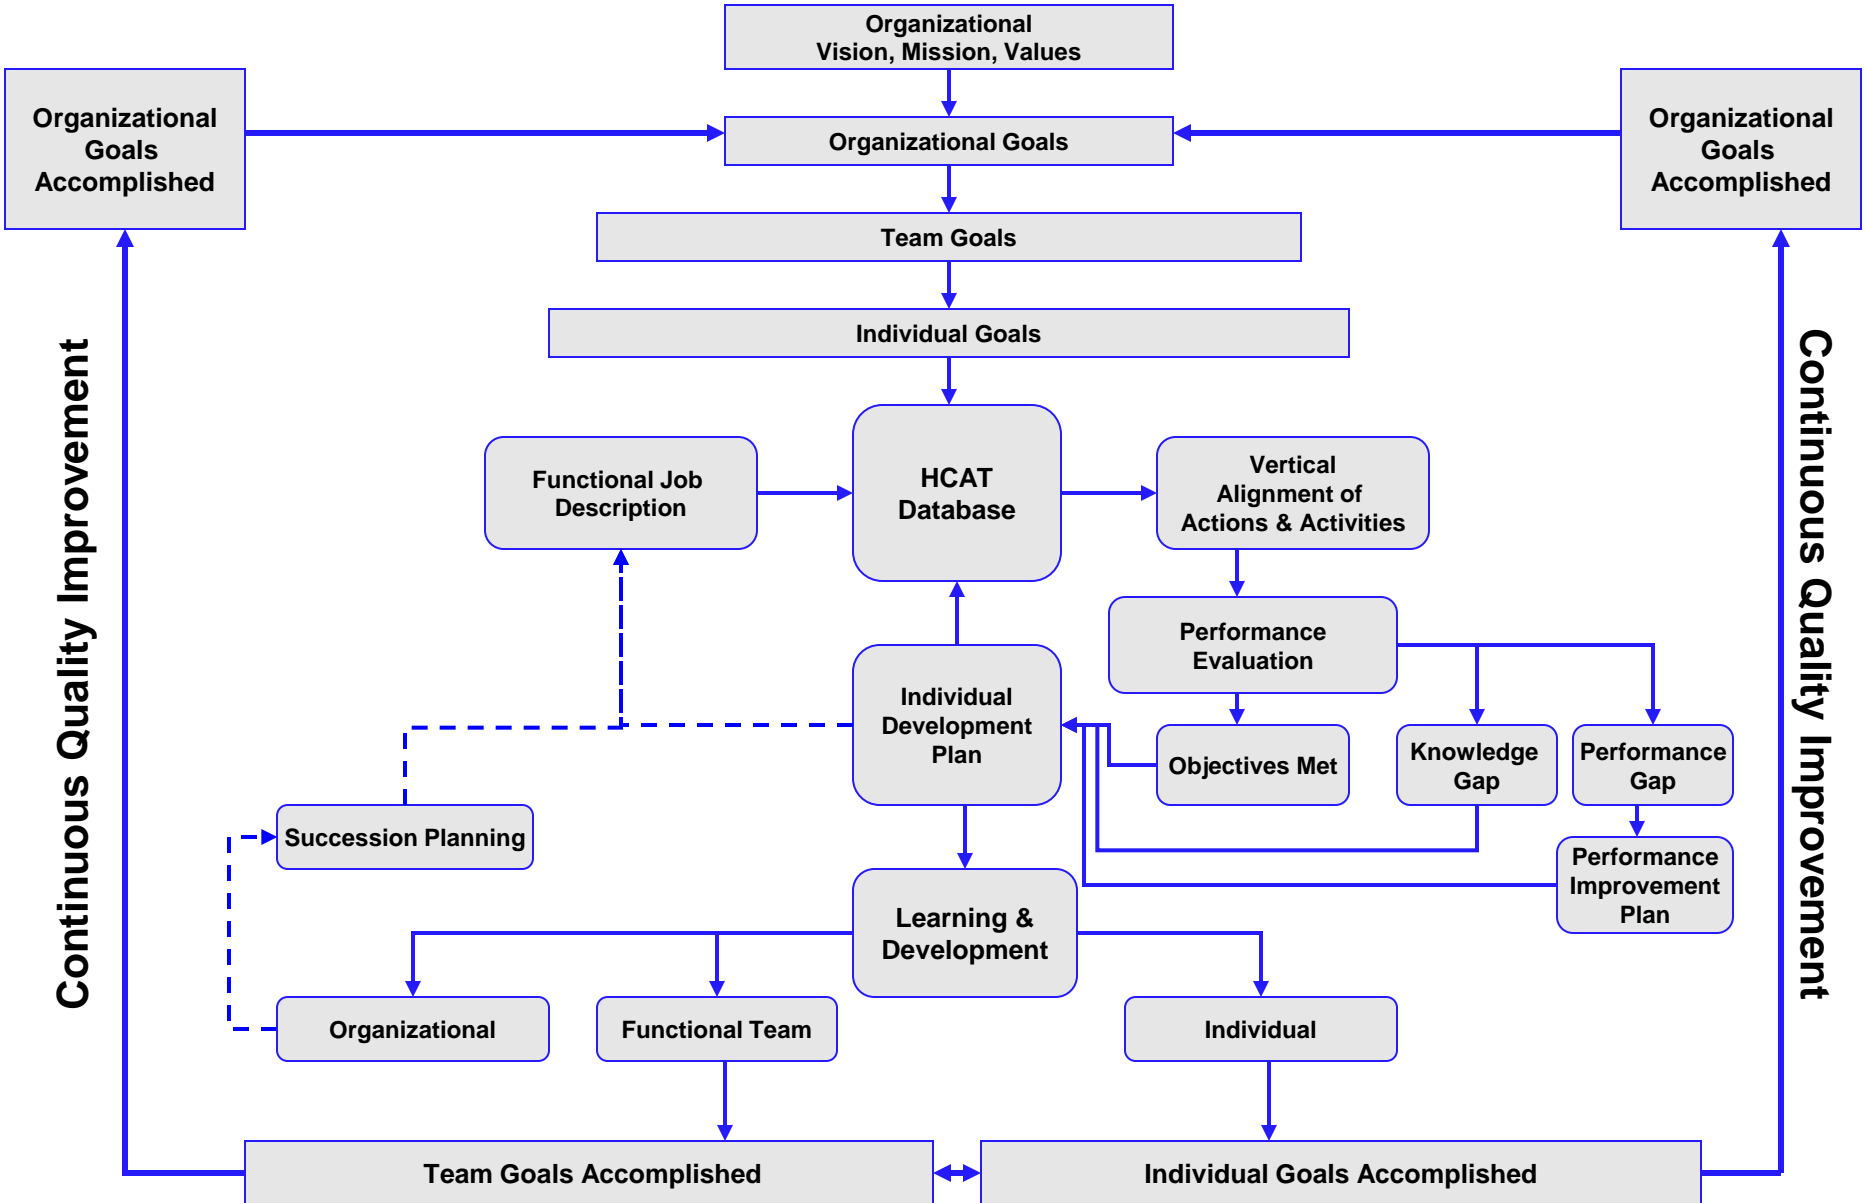 Organizational
Vision, Mission, Values
Organizational
Goals
Accomplished
Organizational Goals
Organizational
Goals
Accomplished
Team Goals
Individual Goals
Continuous Quality Improvement
Continuous Quality Improvement
Functional Job
Description
HCAT
Database
Vertical
Alignment of
Actions & Activities
Performance
Evaluation
Individual
Development
Plan
Objectives Met
Knowledge
Gap
Performance
Gap
Succession Planning
Performance
Improvement
Plan
Learning &
Development
Organizational
Functional Team
Individual
Team Goals Accomplished
Individual Goals Accomplished